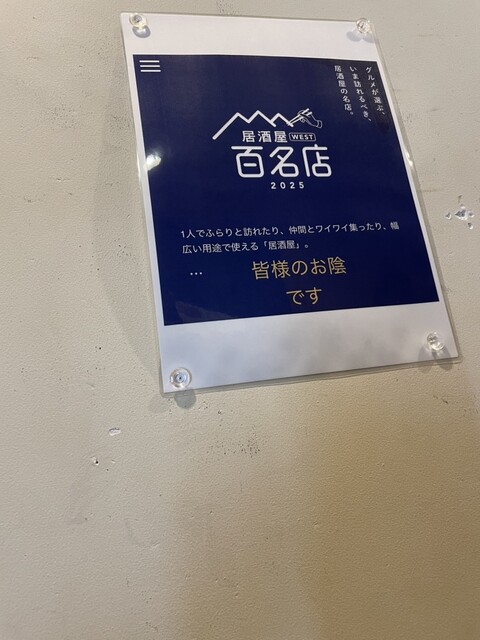 グルメが選ぶ、
いま訪れるべき、
居酒屋の名店。
居酒屋 WEST
百名店
2025
1人でふらりと訪れたり、仲間とワイワイ集ったり、幅
広い用途で使える「居酒屋」。
…
皆様のお陰
です